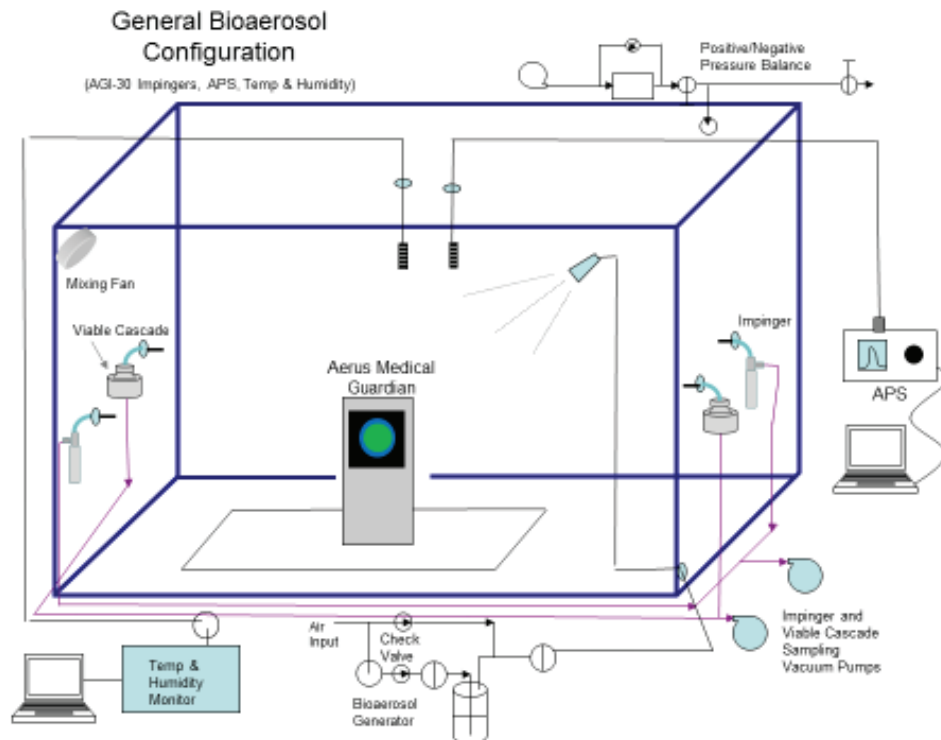 General Bioaerosol
Configuration
(AGI-30 Impingers, APS, Temp & Humidity)
Positive/Negative
Pressure Balance
Mixing Fan
Viable Cascade
Impinger
Aerus Medical
Guardian
APS
Air
Input
Check
Valve
Bioaerosol
Generator
Temp &
Humidity
Monitor
Impinger and
Viable Cascade
Sampling
Vacuum Pumps